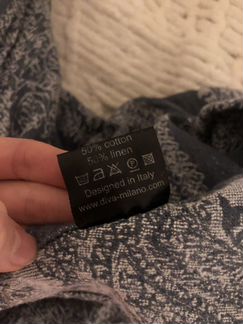 50% cotton
50% linen
Designed in Italy
www.diva-milano.com